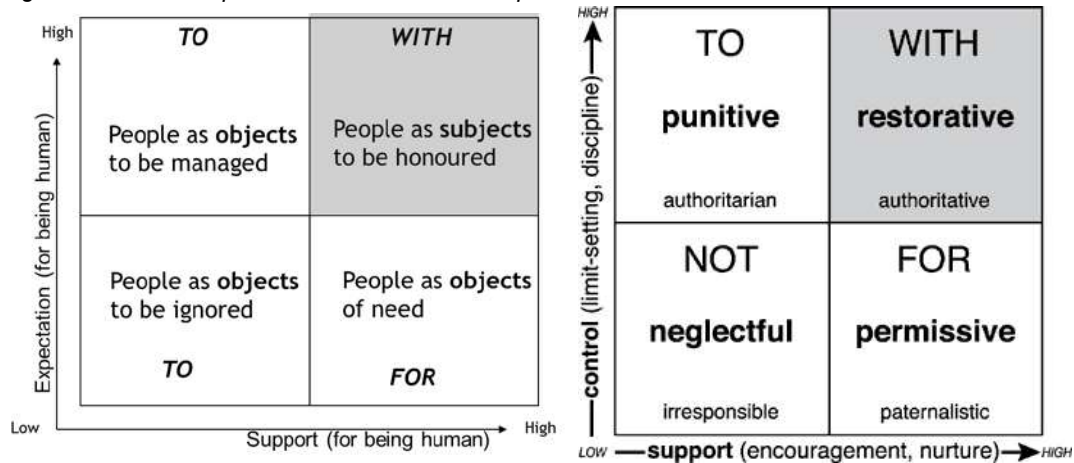 High
TO
WITH
People as objects
to be managed
People as subjects
to be honoured
People as objects
to be ignored
People as objects
of need
TO
FOR
Expectation (for being human)
Low
Support (for being human)
High
HIGH
TO
punitive
authoritarian
WITH
restorative
authoritative
NOT
neglectful
irresponsible
FOR
permissive
paternalistic
control (limit-setting, discipline)
LOW
support (encouragement, nurture)
HIGH